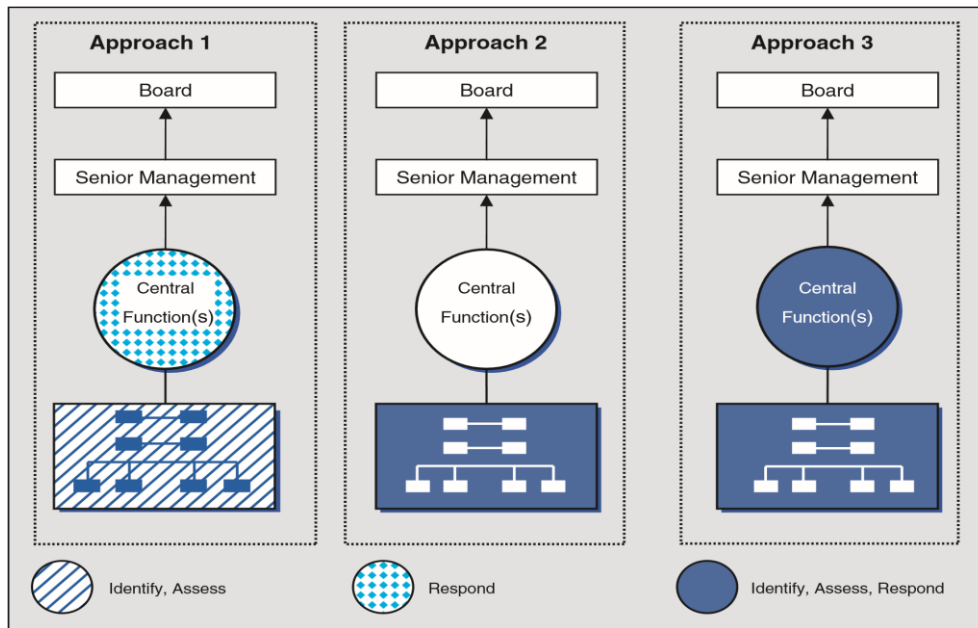 Approach 1
Approach 2
Approach 3
Board
Board
Board
Senior Management
Senior Management
Senior Management
Central
Function(s)
Central
Function(s)
Central
Function(s)
Identify, Assess
Respond
Identify, Assess, Respond